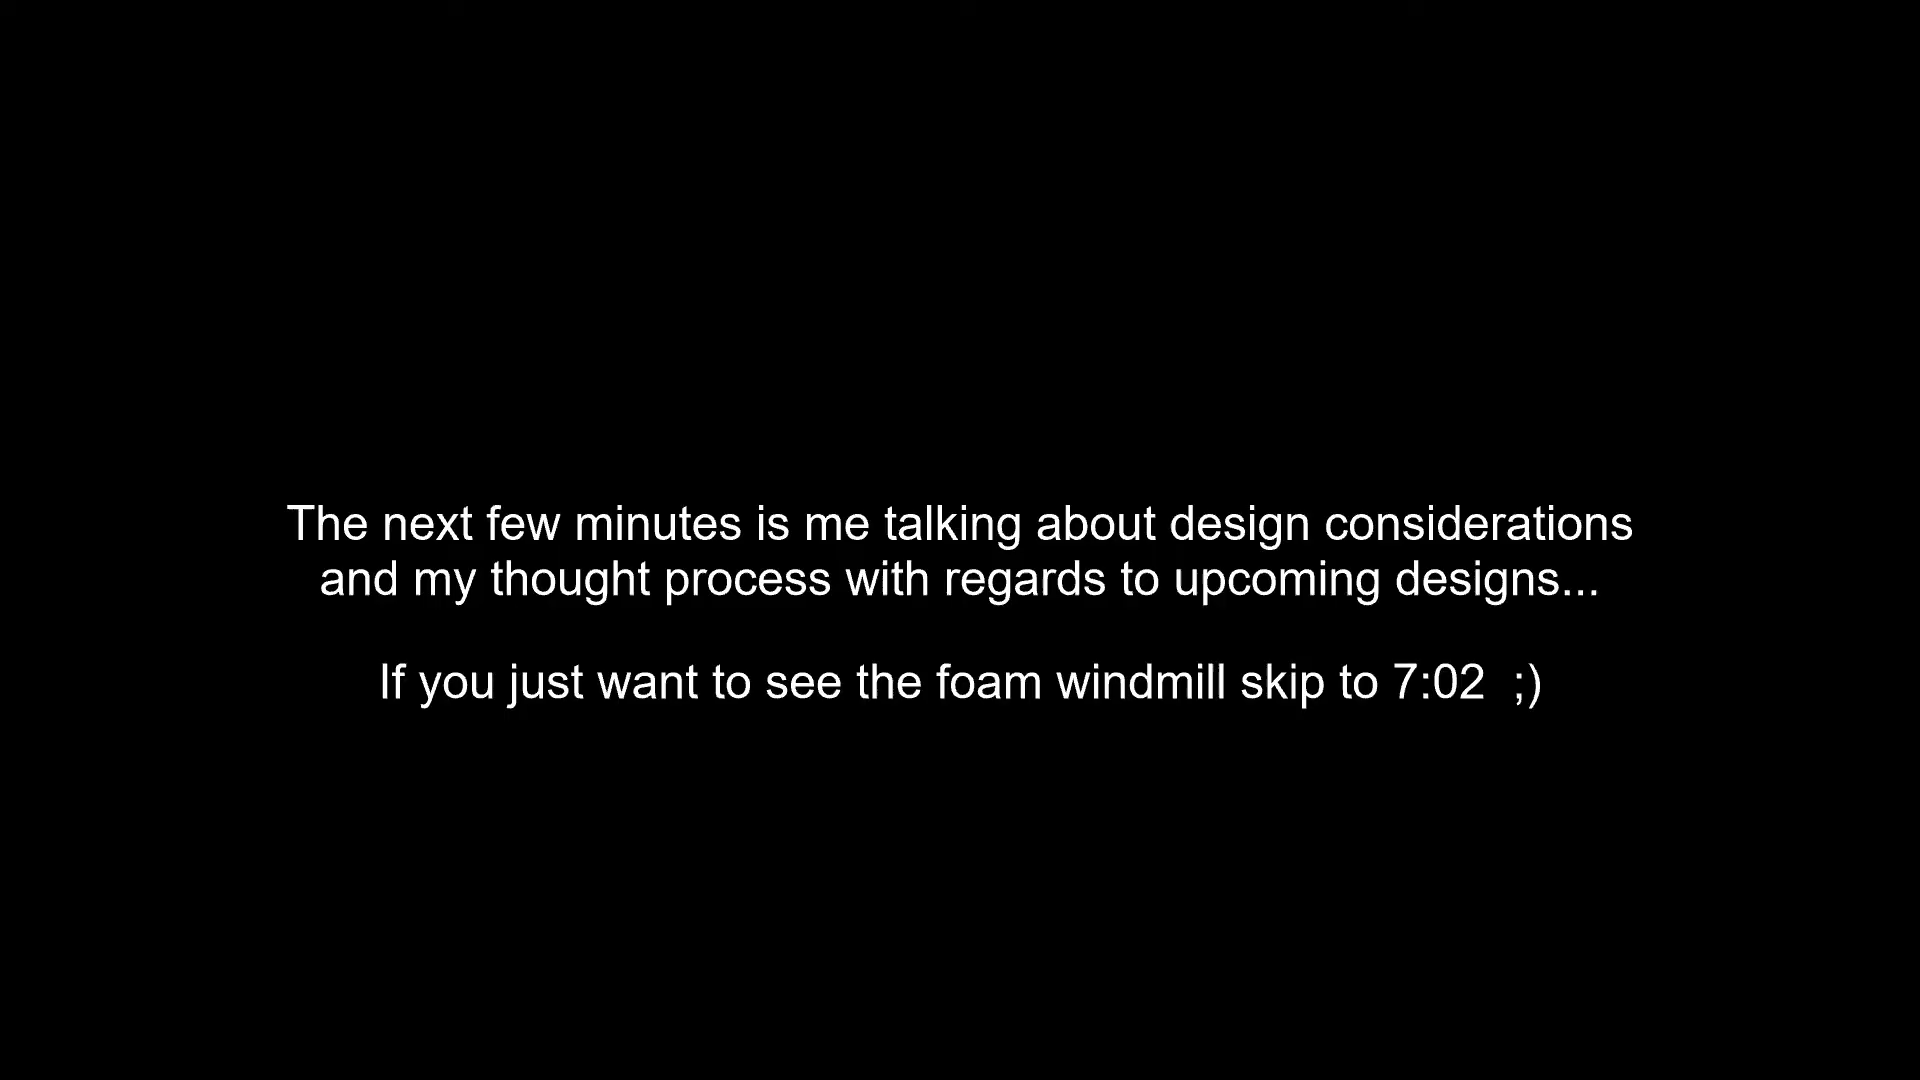 The next few minutes is me talking about design considerations
and my thought process with regards to upcoming designs...
If you just want to see the foam windmill skip to 7:02  ;)